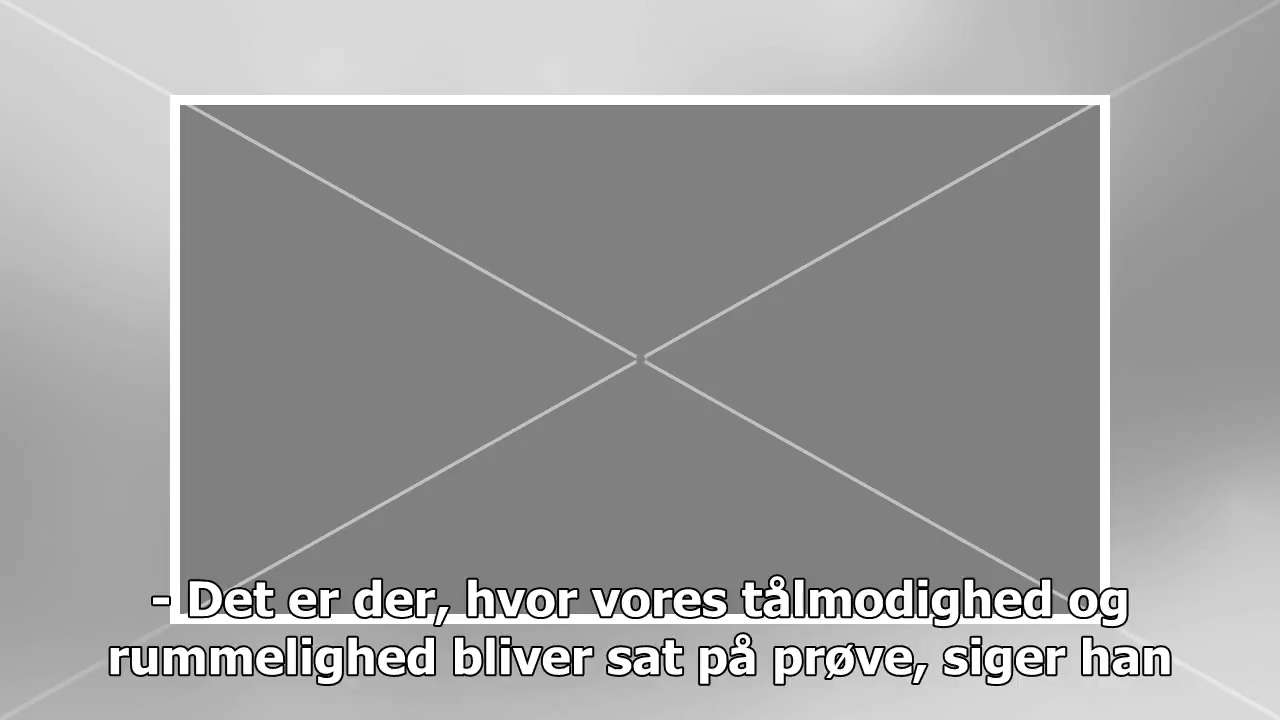 - Det er der, hvor vores tålmodighed og
rummelighed bliver sat på prøve, siger han